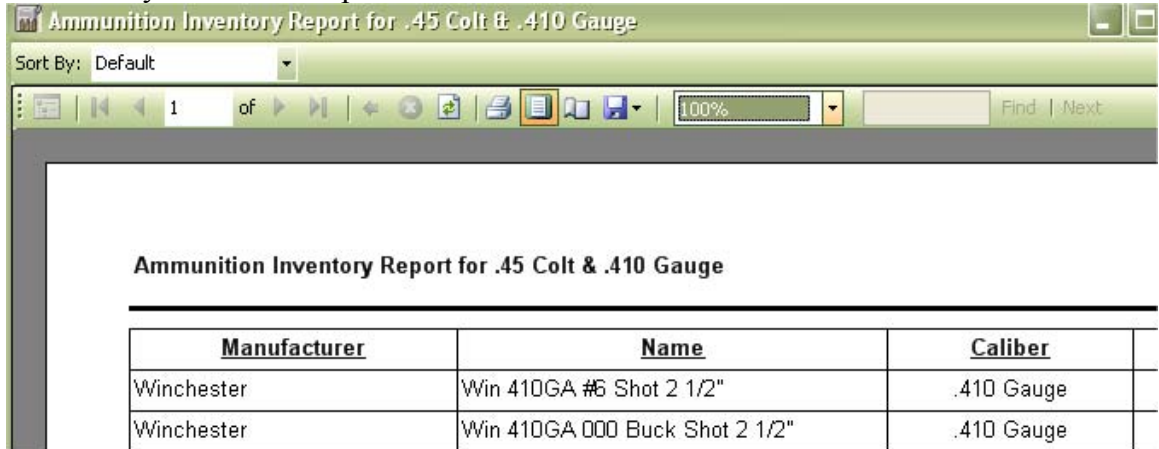 Ammunition Inventory Report for .45 Colt & .410 Gauge
Sort By: Default
1 of 100% Find | Next
Ammunition Inventory Report for .45 Colt & .410 Gauge
Manufacturer Name Caliber
Winchester Win 410GA #6 Shot 2 1/2" .410 Gauge
Winchester Win 410GA 000 Buck Shot 2 1/2" .410 Gauge